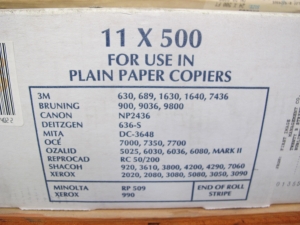 11 X 500
FOR USE IN
PLAIN PAPER COPIERS
3M 630, 689, 1630, 1640, 7436
BRUNING 900, 9036, 9800
CANON NP2436
DEITZGEN 636-S
MITA DC-3648
OCÉ 7000, 7350, 7700
OZALID 5025, 6030, 6036, 6080, MARK II
REPROCAD RC 50/200
SHACOH 920, 3610, 3800, 4200, 4290, 7060
XEROX 2020, 2080, 3080, 5080, 3050, 3090
MINOLTA RP 509 END OF ROLL
XEROX 990 STRIPE